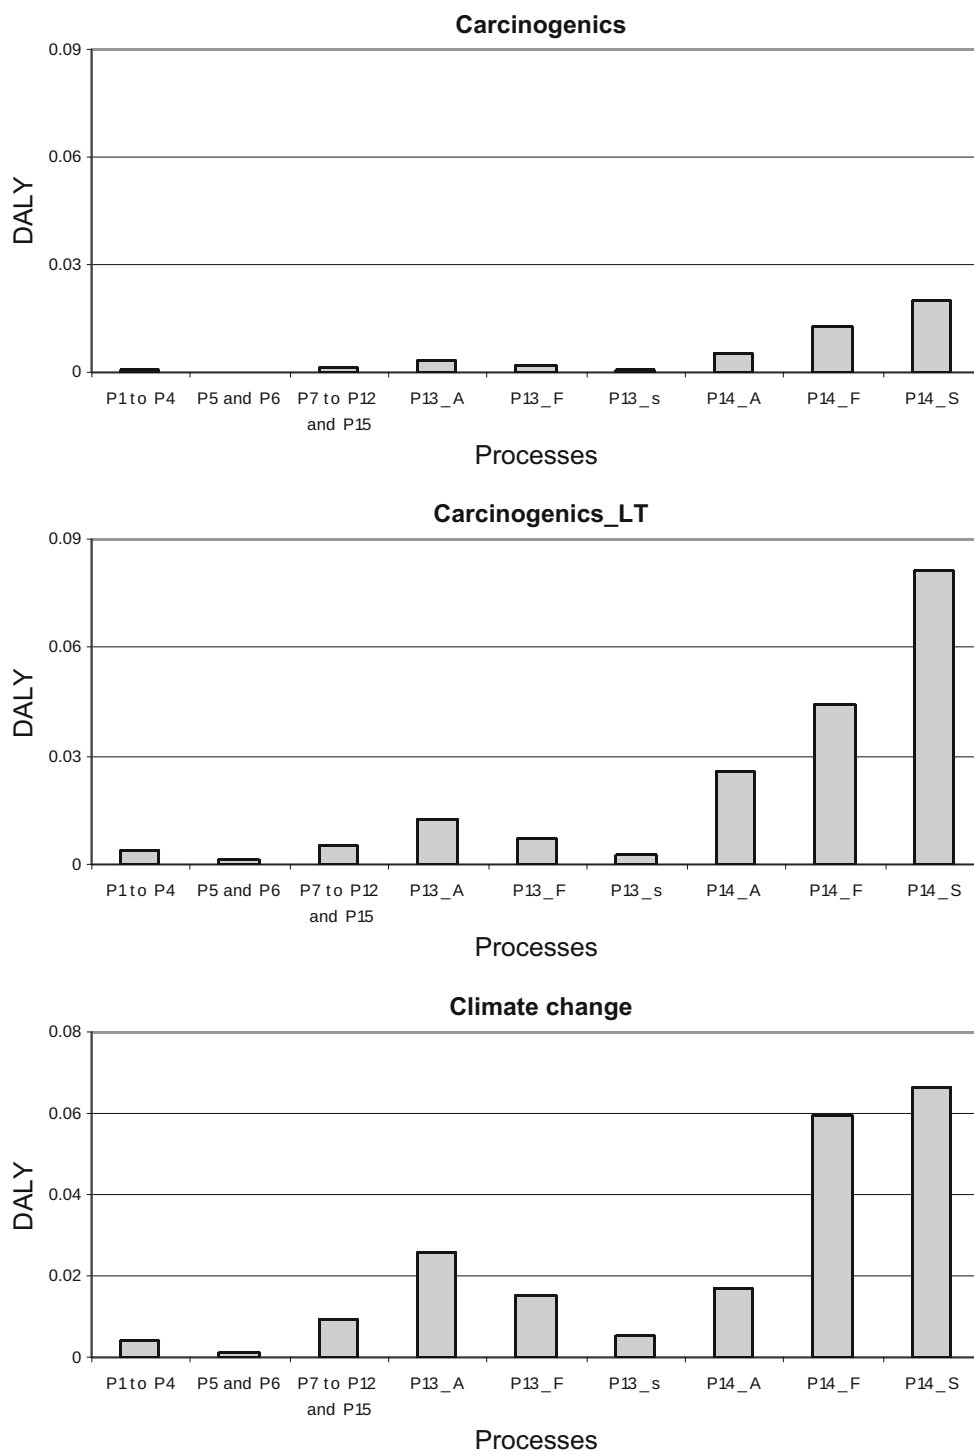 Carcinogenics
0.09
0.06
0.03
0
DALY
P1 to P4 P5 and P6 P7 to P12 and P15 P13_A P13_F P13_s P14_A P14_F P14_S
Processes
Carcinogenics_LT
0.09
0.06
0.03
0
DALY
P1 to P4 P5 and P6 P7 to P12 and P15 P13_A P13_F P13_s P14_A P14_F P14_S
Processes
Climate change
0.08
0.06
0.04
0.02
0
DALY
P1 to P4 P5 and P6 P7 to P12 and P15 P13_A P13_F P13_s P14_A P14_F P14_S
Processes